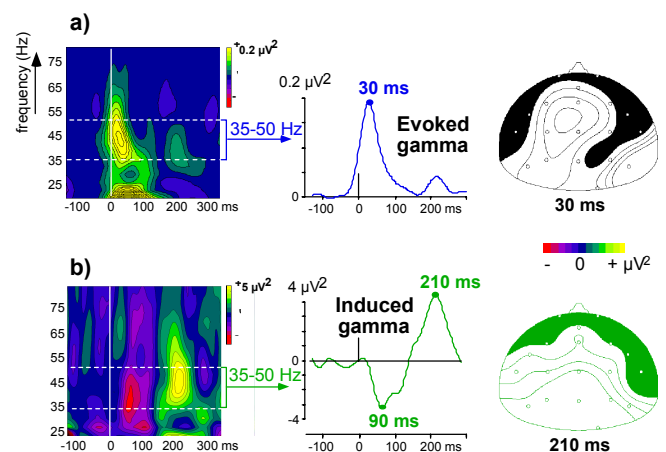 a)
frequency (Hz)
75
65
55
45
35
25
-100 0 100 200 300 ms
+0.2 µV2
-
35-50 Hz
0.2 µV2
0
30 ms
Evoked
gamma
-100 0 100 200 ms
30 ms
b)
75
65
55
45
35
25
-100 0 100 200 300 ms
+5 µV2
-
35-50 Hz
4 µV2
0
-4
Induced
gamma
210 ms
90 ms
-100 0 100 200 ms
- 0 + µV2
210 ms